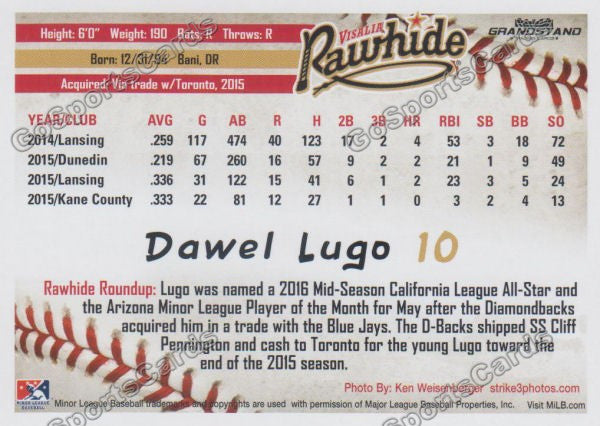 Height: 6'0" Weight: 190 Bats: R Throws: R
Born: 12/31/94 Bani, DR
Acquired: Via trade w/Toronto, 2015
VISALIA
Rawhide
GRANDSTAND
YEAR/CLUB AVG G AB R H 2B 3B HR RBI SB BB SO
2014/Lansing .259 117 474 40 123 17 2 4 53 3 18 72
2015/Dunedin .219 67 260 16 57 9 2 2 21 1 9 49
2015/Lansing .336 31 122 15 41 6 1 2 23 3 5 24
2015/Kane County .333 22 81 12 27 1 1 0 3 2 4 13
Dawel Lugo 10
Rawhide Roundup: Lugo was named a 2016 Mid-Season California League All-Star and
the Arizona Minor League Player of the Month for May after the Diamondbacks
acquired him in a trade with the Blue Jays. The D-Backs shipped SS Cliff
Pennington and cash to Toronto for the young Lugo toward the
end of the 2015 season.
Photo By: Ken Weisenberger strike3photos.com
MINOR LEAGUE
BASEBALL
Minor League Baseball trademarks and copyrights are used with permission of Major League Baseball Properties, Inc. Visit MiLB.com
GoSportsCards